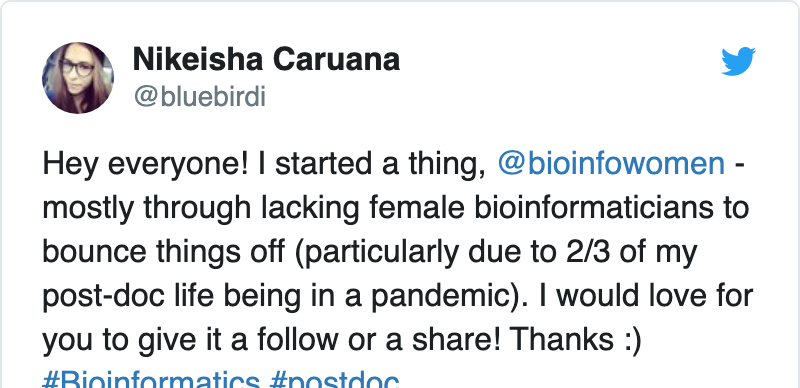 Nikeisha Caruana
@bluebirdi
Hey everyone! I started a thing, @bioinfowomen -
mostly through lacking female bioinformaticians to
bounce things off (particularly due to 2/3 of my
post-doc life being in a pandemic). I would love for
you to give it a follow or a share! Thanks :)
#Bioinformatics #postdoc